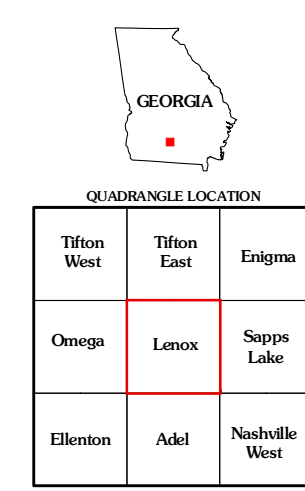 GEORGIA
QUADRANGLE LOCATION
Tifton
West
Tifton
East
Enigma
Omega
Lenox
Sapps
Lake
Ellenton
Adel
Nashville
West